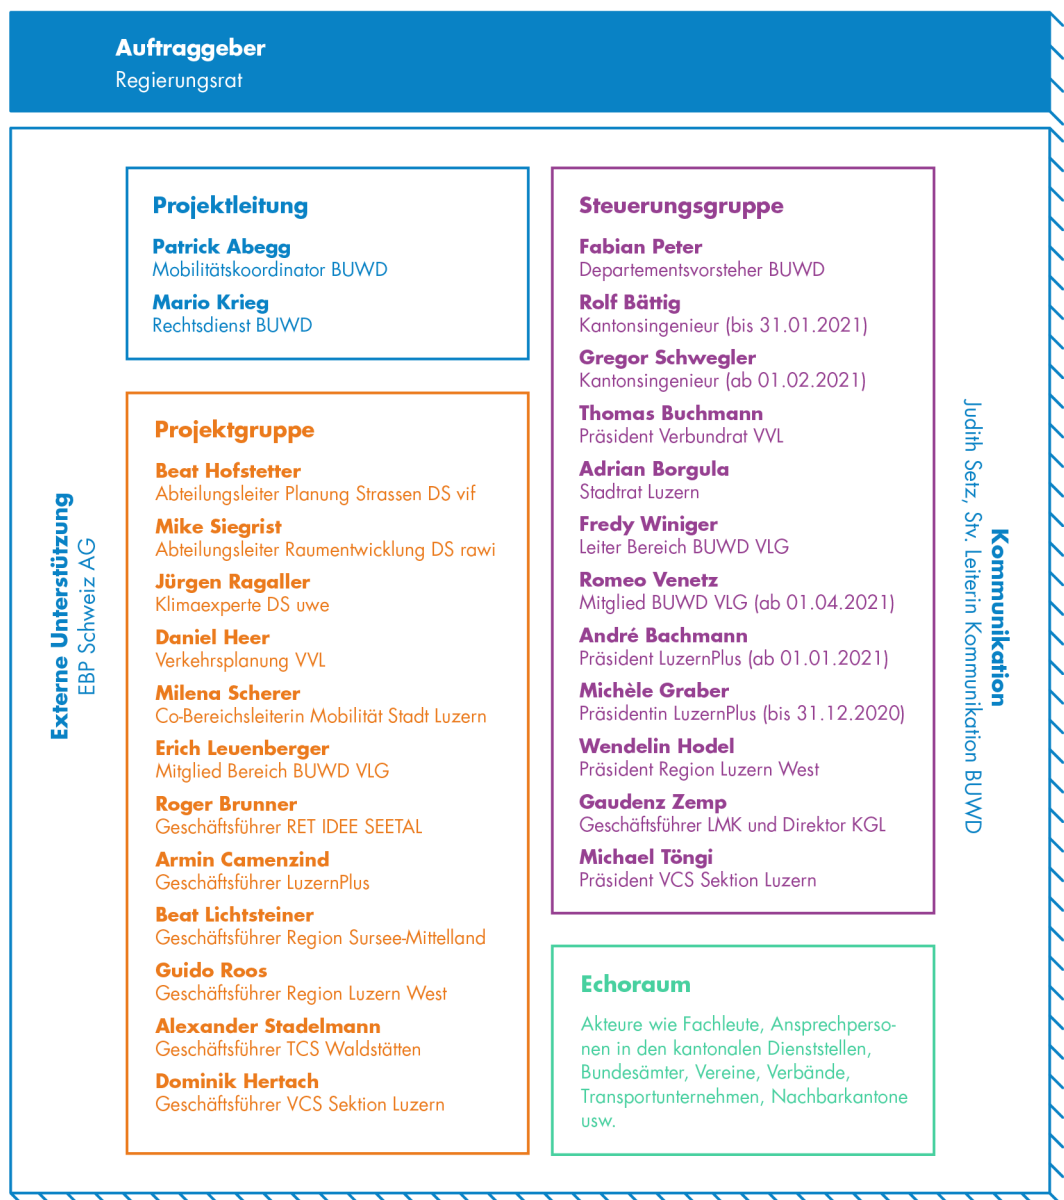 Auftraggeber
Regierungsrat
Externe Unterstützung
EBP Schweiz AG
Projektleitung
Patrick Abegg
Mobilitätskoordinator BUWD
Mario Krieg
Rechtsdienst BUWD
Projektgruppe
Beat Hofstetter
Abteilungsleiter Planung Strassen DS vif
Mike Siegrist
Abteilungsleiter Raumentwicklung DS rawi
Jürgen Ragaller
Klimaexperte DS uwe
Daniel Heer
Verkehrsplanung VVL
Milena Scherer
Co-Bereichsleiterin Mobilität Stadt Luzern
Erich Leuenberger
Mitglied Bereich BUWD VLG
Roger Brunner
Geschäftsführer RET IDEE SEETAL
Armin Camenzind
Geschäftsführer LuzernPlus
Beat Lichtsteiner
Geschäftsführer Region Sursee-Mittelland
Guido Roos
Geschäftsführer Region Luzern West
Alexander Stadelmann
Geschäftsführer TCS Waldstätten
Dominik Hertach
Geschäftsführer VCS Sektion Luzern
Steuerungsgruppe
Fabian Peter
Departementsvorsteher BUWD
Rolf Bättig
Kantonsingenieur (bis 31.01.2021)
Gregor Schwegler
Kantonsingenieur (ab 01.02.2021)
Thomas Buchmann
Präsident Verbundrat VVL
Adrian Borgula
Stadtrat Luzern
Fredy Winiger
Leiter Bereich BUWD VLG
Romeo Venetz
Mitglied BUWD VLG (ab 01.04.2021)
André Bachmann
Präsident LuzernPlus (ab 01.01.2021)
Michèle Graber
Präsidentin LuzernPlus (bis 31.12.2020)
Wendelin Hodel
Präsident Region Luzern West
Gaudenz Zemp
Geschäftsführer LMK und Direktor KGL
Michael Töngi
Präsident VCS Sektion Luzern
Echoraum
Akteure wie Fachleute, Ansprechperso-
nen in den kantonalen Dienststellen,
Bundesämter, Vereine, Verbände,
Transportunternehmen, Nachbarkantone
usw.
Kommunikation
Judith Setz, Stv. Leiterin Kommunikation BUWD